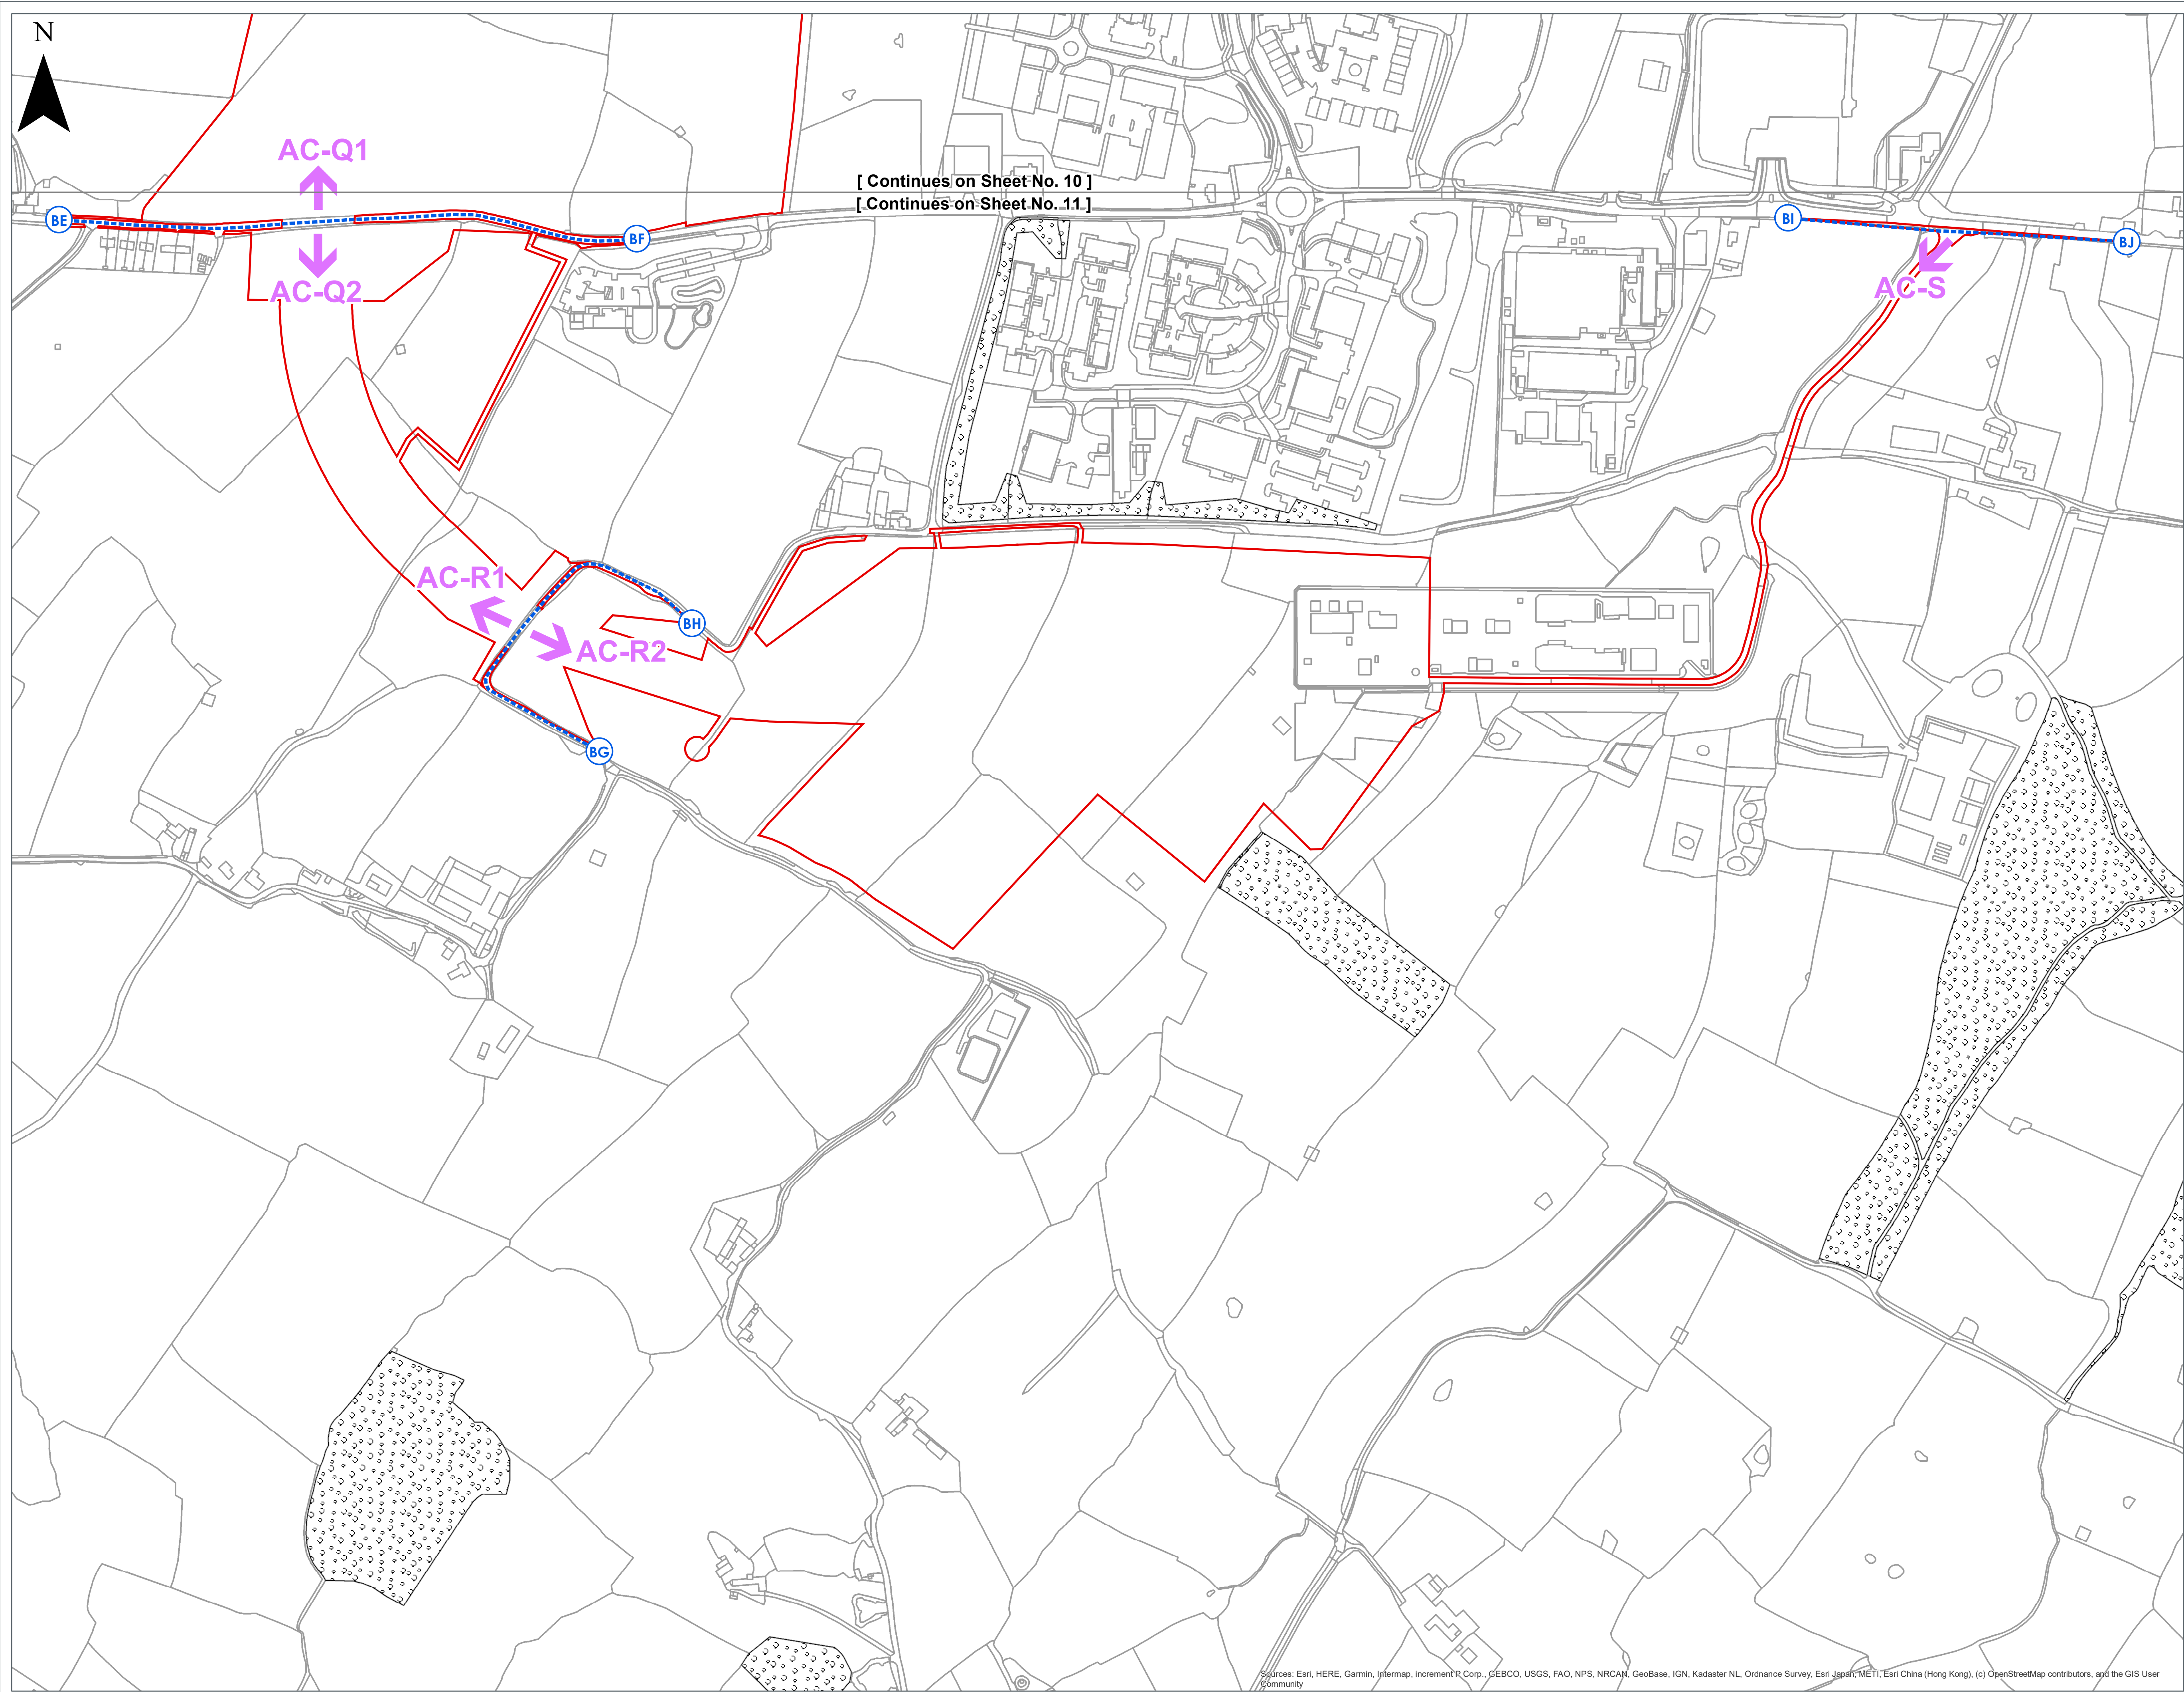 N
AC-Q1
[ Continues on Sheet No. 10 ]
[ Continues on Sheet No. 11 ]
BE
BF
BI
BJ
AC-Q2
AC-S
AC-R1
BH
AC-R2
BG
Sources: Esri, HERE, Garmin, Intermap, increment P Corp., GEBCO, USGS, FAO, NPS, NRCAN, GeoBase, IGN, Kadaster NL, Ordnance Survey, Esri Japan, METI, Esri China (Hong Kong), (c) OpenStreetMap contributors, and the GIS User
Community